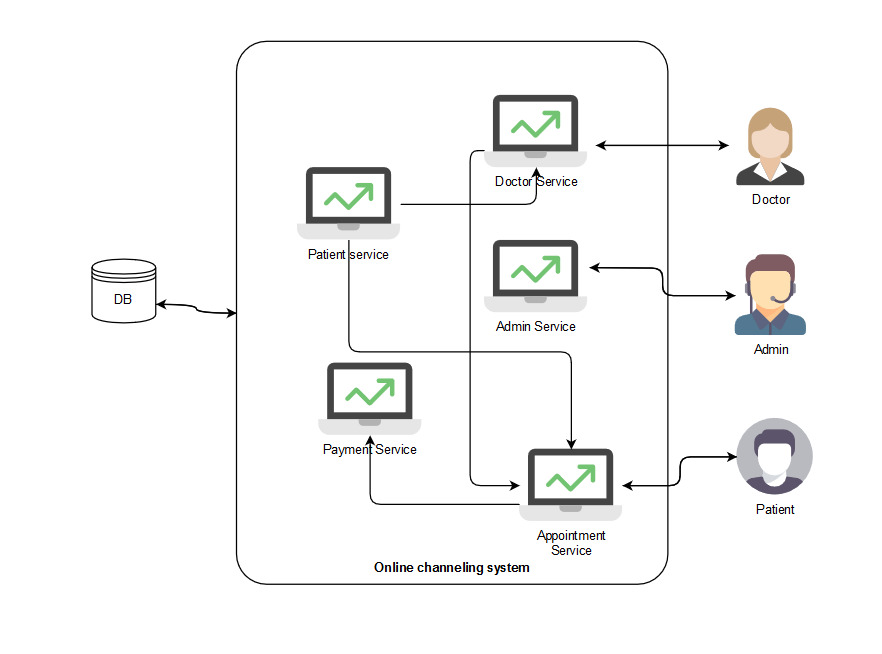 Doctor Service
Doctor
Patient service
DB
Admin Service
Admin
Payment Service
Patient
Appointment
Service
Online channeling system